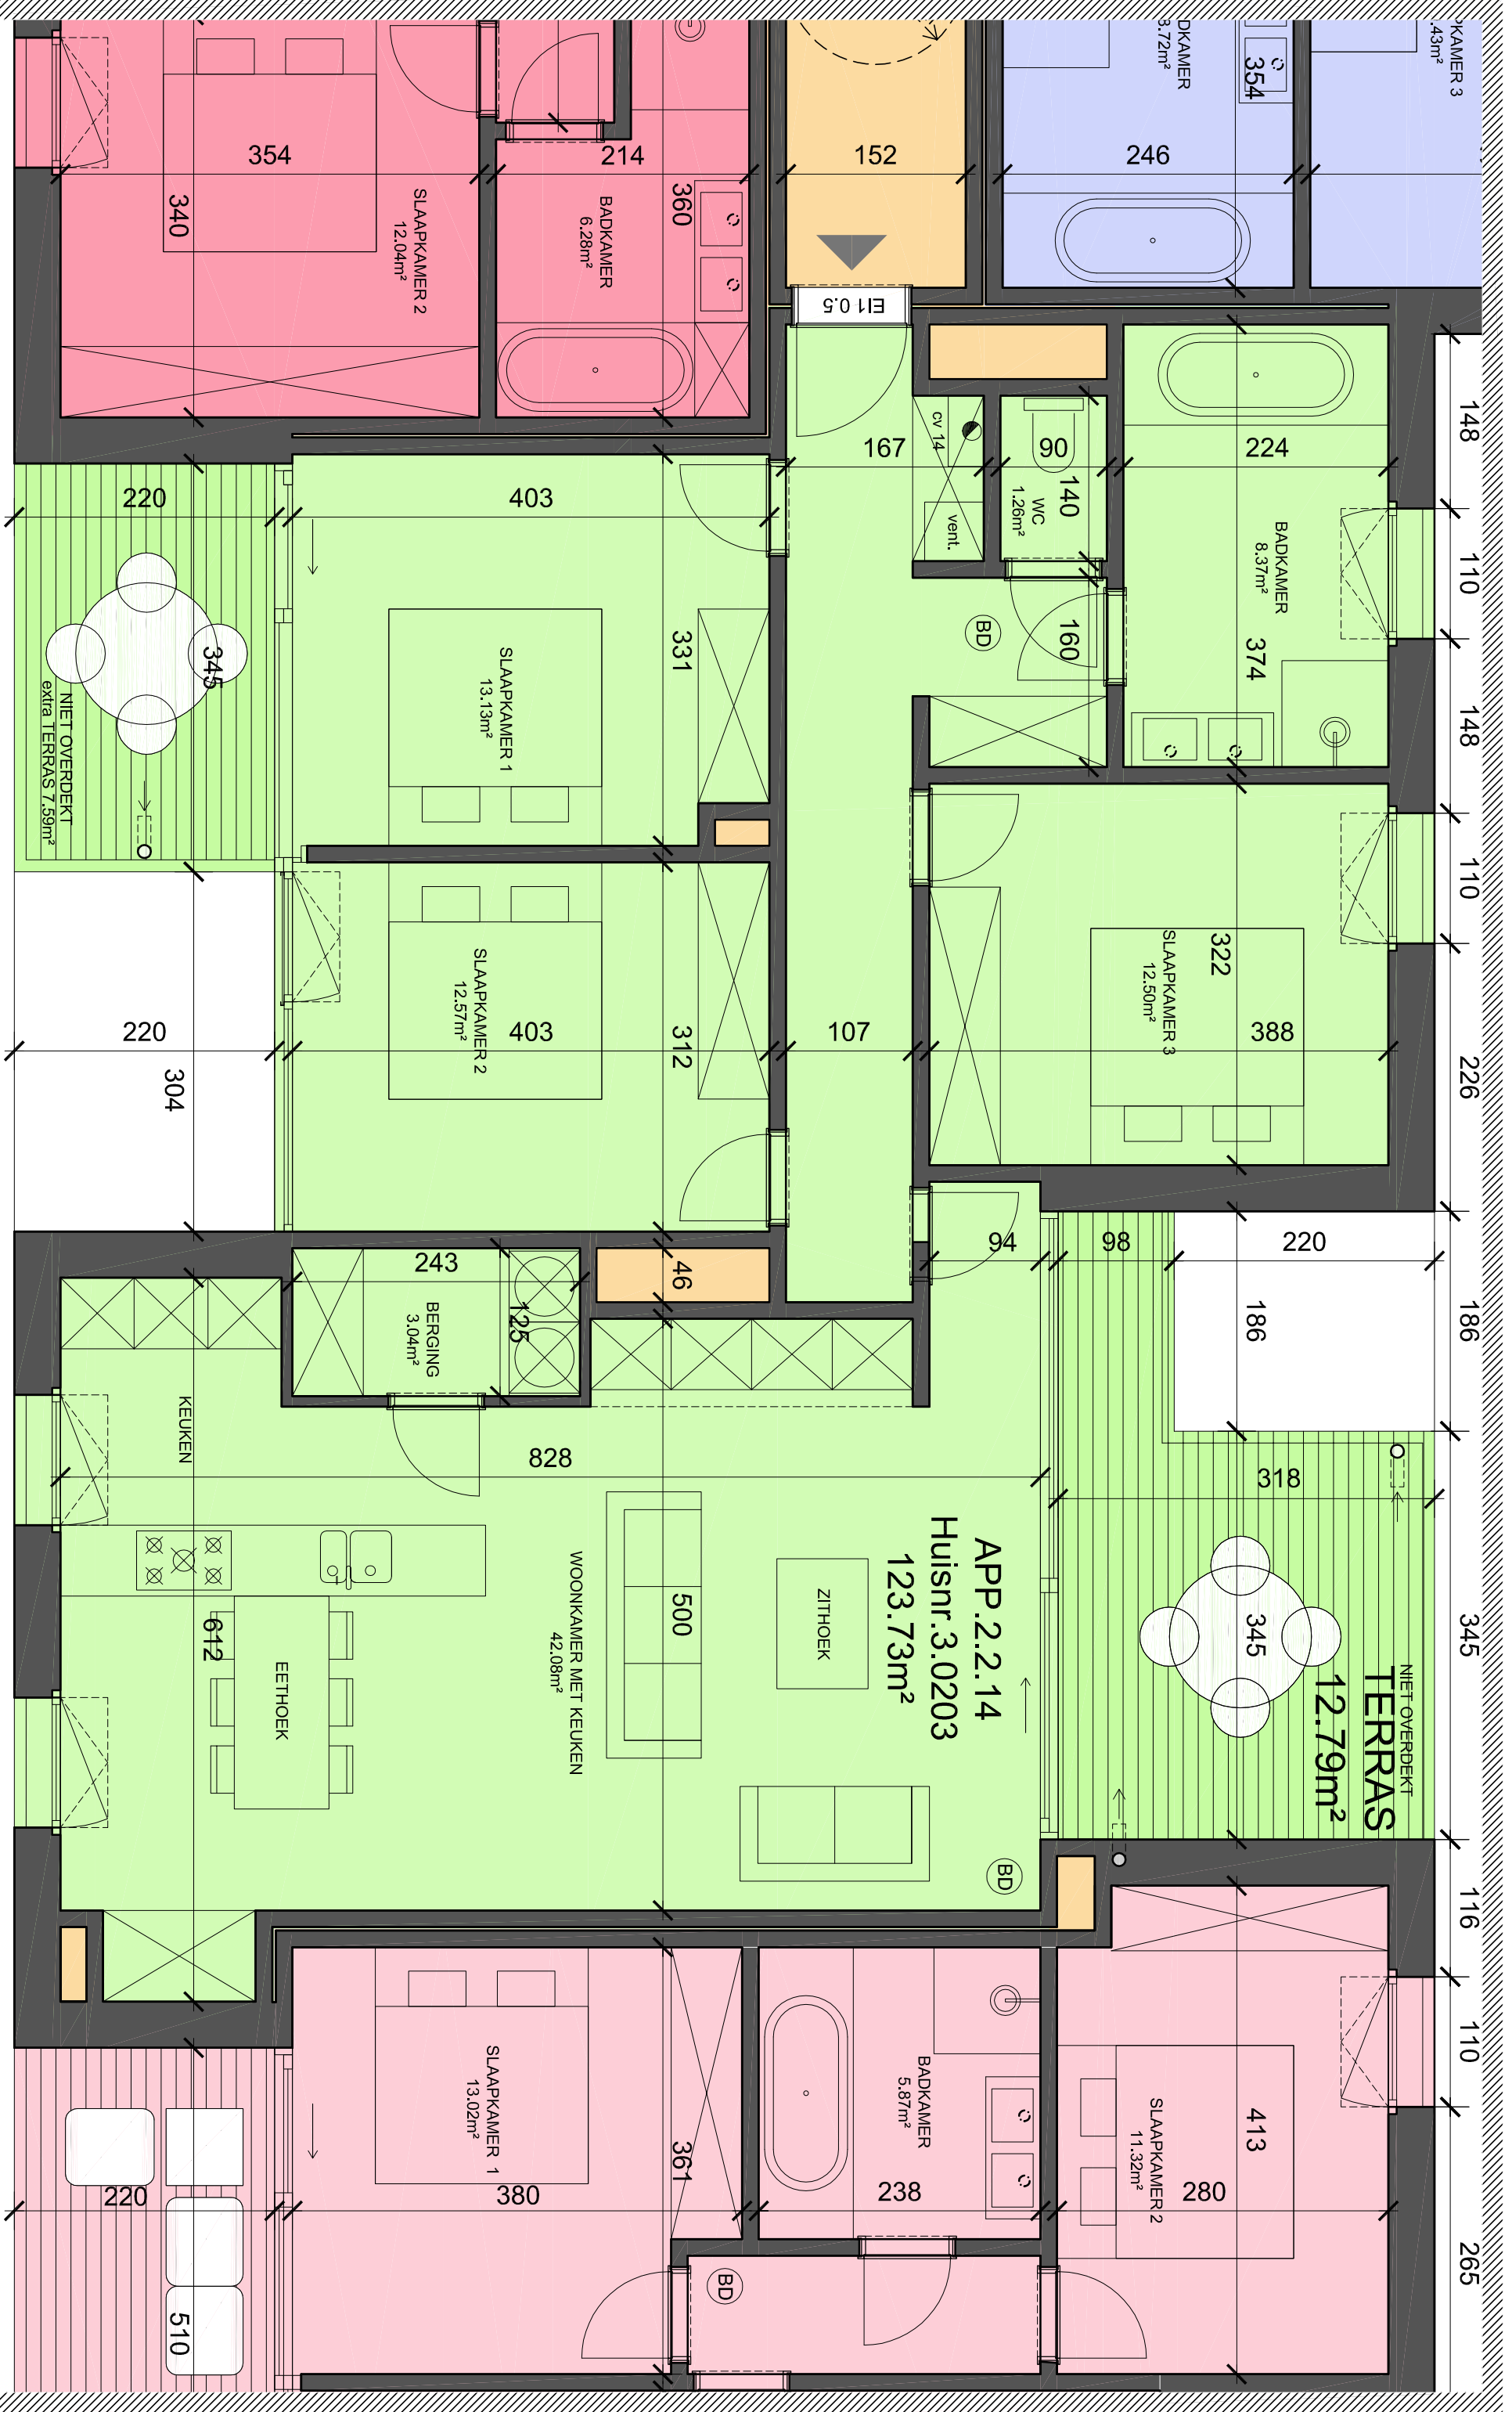 DKAMER
3.72m²
354
PKAMER 3
.43m²
354
214
152
246
340
SLAAPKAMER 2
12.04m²
BADKAMER
6.28m²
360
EI1 0.5
148
220
403
167
cv 14
vent.
90
140
WC
1.26m²
224
110
BADKAMER
8.37m²
374
345
NIET OVERDEKT
extra TERRAS 7.59m²
SLAAPKAMER 1
13.13m²
331
BD
160
148
110
SLAAPKAMER 2
12.57m²
220
403
312
107
SLAAPKAMER 3
12.50m²
322
388
226
304
94
98
220
186
186
243
BERGING
3.04m²
125
46
KEUKEN
828
318
APP.2.2.14
Huisnr.3.0203
123.73m²
WOONKAMER MET KEUKEN
42.08m²
500
ZITHOEK
612
EETHOEK
345
345
NIET OVERDEKT
TERRAS
12.79m²
BD
116
110
SLAAPKAMER 1
13.02m²
361
BADKAMER
5.87m²
SLAAPKAMER 2
11.32m²
413
220
380
238
280
265
BD
510